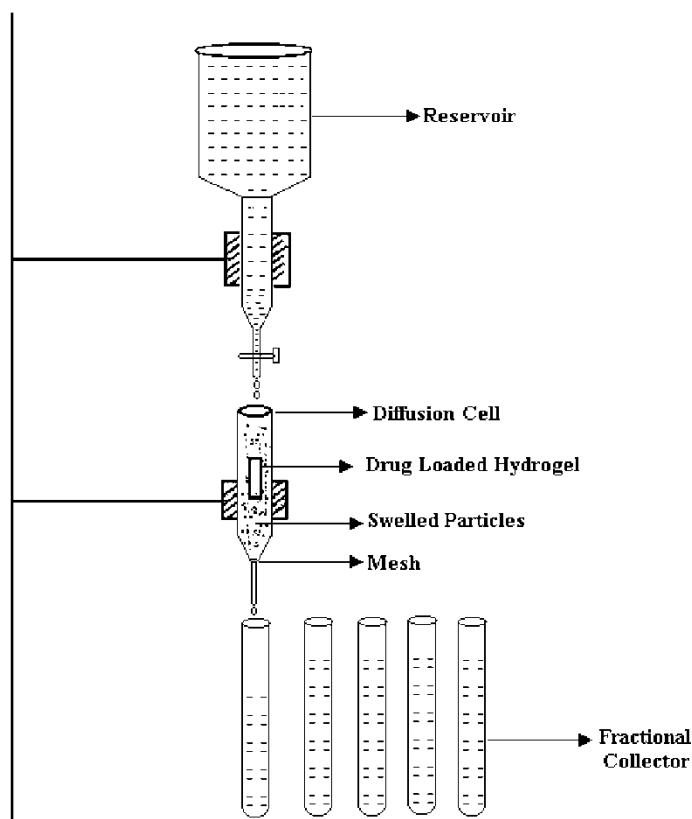 Reservoir
Diffusion Cell
Drug Loaded Hydrogel
Swelled Particles
Mesh
Fractional
Collector